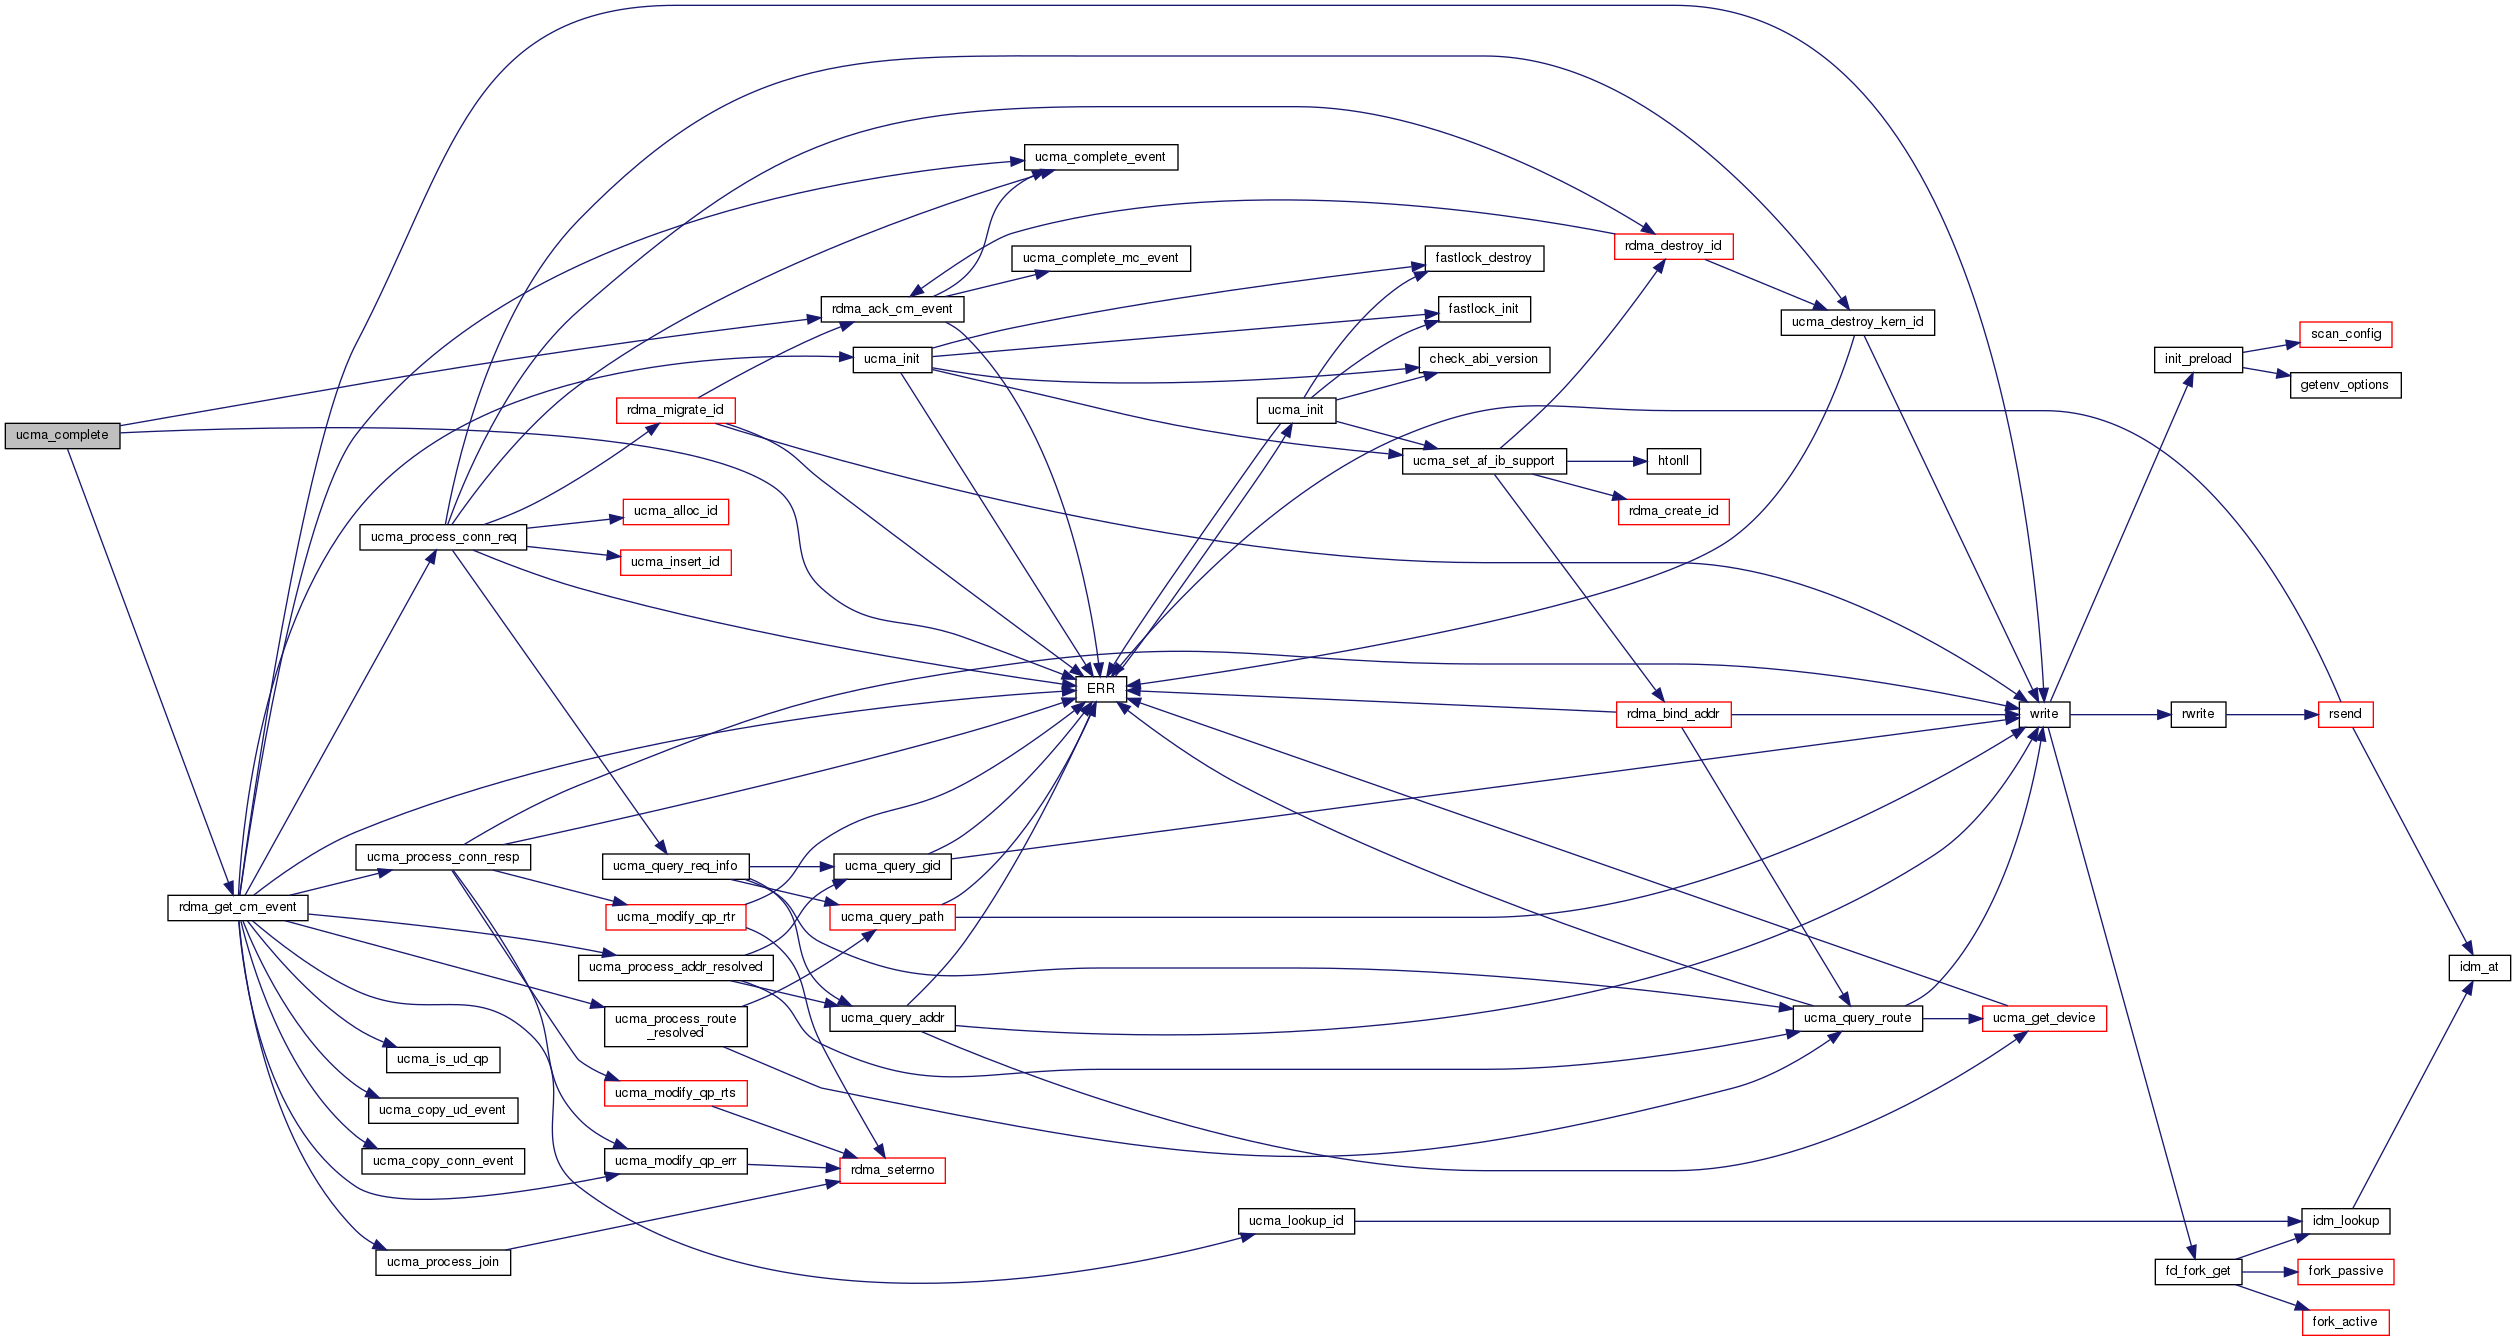 ucma_complete
rdma_get_cm_event
ucma_process_conn_req
ucma_process_conn_resp
ucma_is_ud_qp
ucma_copy_ud_event
ucma_copy_conn_event
ucma_process_join
rdma_migrate_id
ucma_alloc_id
ucma_insert_id
ucma_query_req_info
ucma_modify_qp_rtr
ucma_process_addr_resolved
ucma_process_route
_resolved
ucma_modify_qp_rts
ucma_modify_qp_err
rdma_ack_cm_event
ucma_init
ucma_query_gid
ucma_query_path
ucma_query_addr
rdma_seterrno
ucma_complete_event
ucma_complete_mc_event
ERR
ucma_init
ucma_lookup_id
fastlock_destroy
fastlock_init
check_abi_version
ucma_set_af_ib_support
rdma_destroy_id
htonll
rdma_create_id
rdma_bind_addr
ucma_destroy_kern_id
ucma_query_route
write
ucma_get_device
init_preload
rwrite
fd_fork_get
scan_config
getenv_options
rsend
idm_lookup
fork_passive
fork_active
idm_at